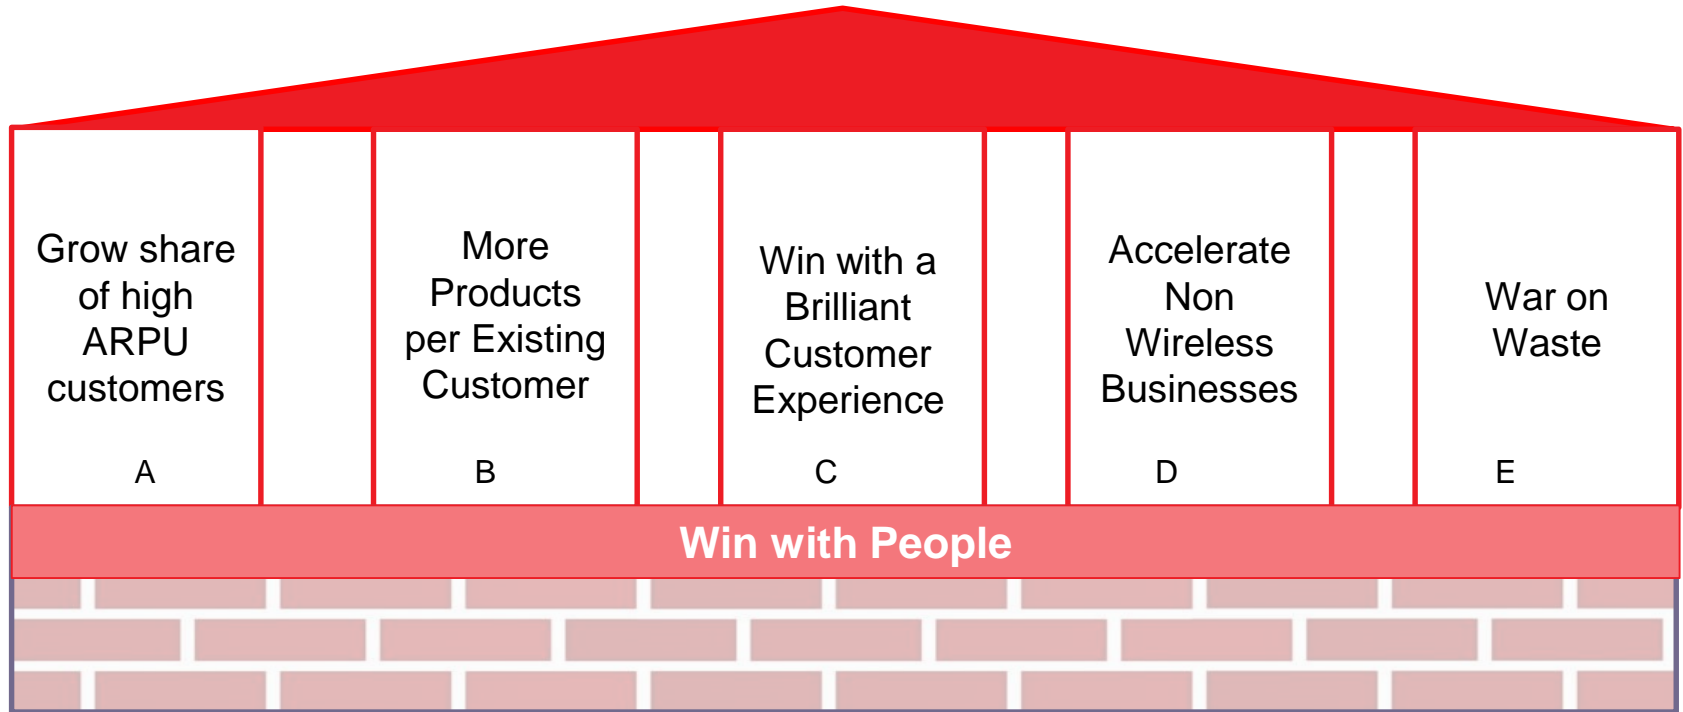 Grow share
of high
ARPU
customers
A
More
Products
per Existing
Customer
B
Win with a
Brilliant
Customer
Experience
C
Accelerate
Non
Wireless
Businesses
D
War on
Waste
E
Win with People